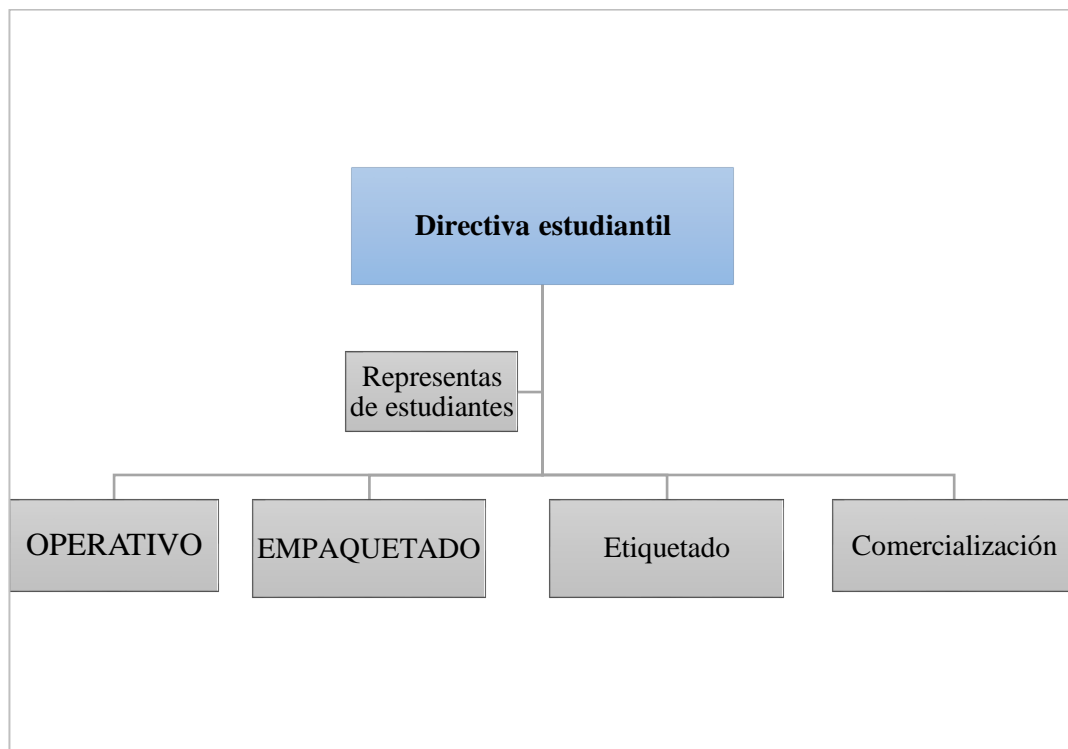 Directiva estudiantil
Representas
de estudiantes
OPERATIVO
EMPAQUETADO
Etiquetado
Comercialización